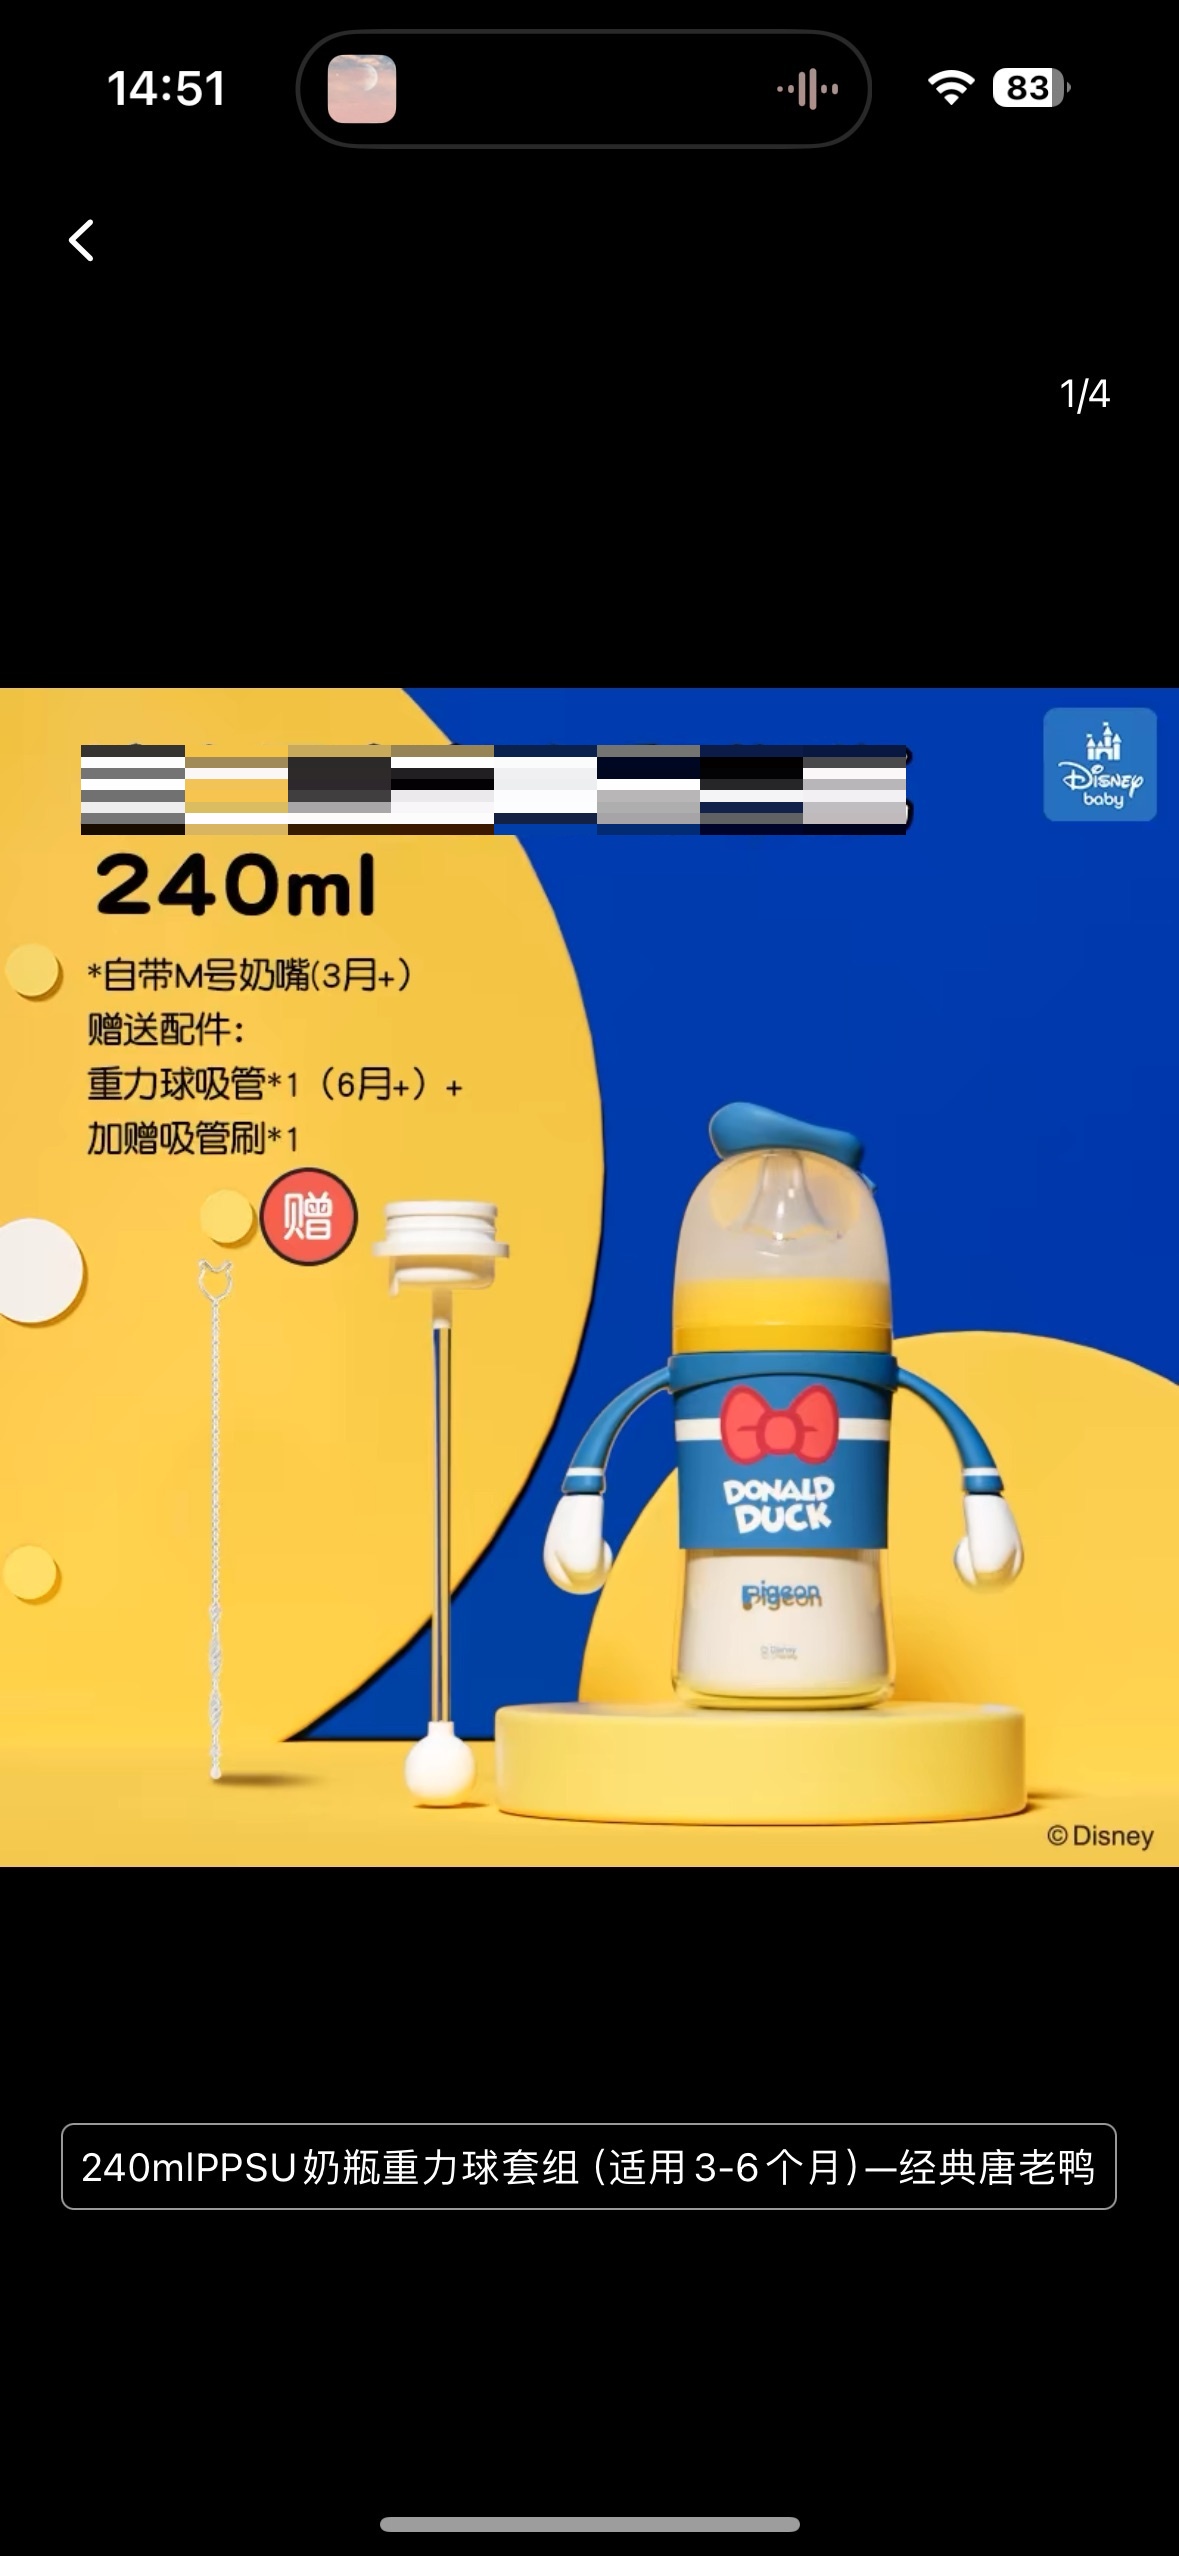 14:51
83
1/4
Disney
baby
240ml
*自带M号奶嘴(3月+）
赠送配件：
重力球吸管*1（6月+）+
加赠吸管刷*1
赠
DONALD
DUCK
Pigeon
©Disney
©Disney
240mlPPSU奶瓶重力球套组 (适用3-6个月)—经典唐老鸭